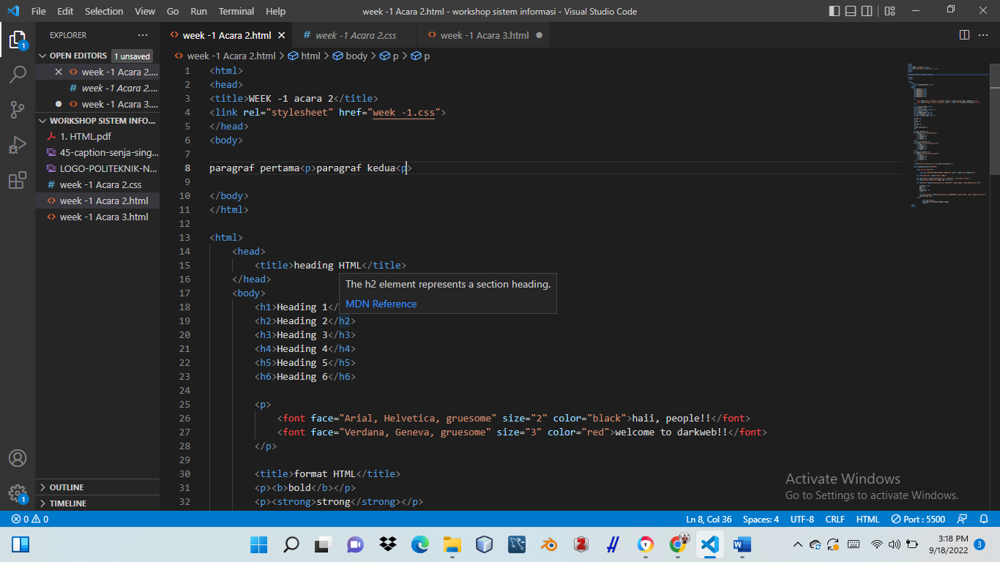 File Edit Selection View Go Run Terminal Help week -1 Acara 2.html - workshop sistem informasi - Visual Studio Code
EXPLORER ...
OPEN EDITORS 1 unsaved
week -1 Acara 2....
week -1 Acara 2....
week -1 Acara 3....
WORKSHOP SISTEM INFO...
1. HTML.pdf
45-caption-senja-sing...
LOGO-POLITEKNIK-N...
# week -1 Acara 2.css
<> week -1 Acara 2.html
<> week -1 Acara 3.html
OUTLINE
TIMELINE
<> week -1 Acara 2.html # week -1 Acara 2.css <> week -1 Acara 3.html
<> week -1 Acara 2.html > html > body > p > p
1 <html>
2 <head>
3 <title>WEEK -1 acara 2</title>
4 <link rel="stylesheet" href="week -1.css">
5 </head>
6 <body>
7
8 paragraf pertama<p>paragraf kedua<p>
9
10 </body>
11 </html>
12
13 <html>
14 <head>
15 <title>heading HTML</title>
16 </head>
17 <body>
18 <h1>Heading 1</
19 <h2>Heading 2</h2>
20 <h3>Heading 3</h3>
21 <h4>Heading 4</h4>
22 <h5>Heading 5</h5>
23 <h6>Heading 6</h6>
24
25 <p>
26 <font face="Arial, Helvetica, gruesome" size="2" color="black">haii, people!!</font>
27 <font face="Verdana, Geneva, gruesome" size="3" color="red">welcome to darkweb!!</font>
28 </p>
29
30 <title>format HTML</title>
31 <p><b>bold</b></p>
32 <p><strong>strong</strong></p>
The h2 element represents a section heading.
MDN Reference
Activate Windows
Go to Settings to activate Windows.
0 0 Ln 8, Col 36 Spaces: 4 UTF-8 CRLF HTML Port : 5500
3:18 PM
9/18/2022 3